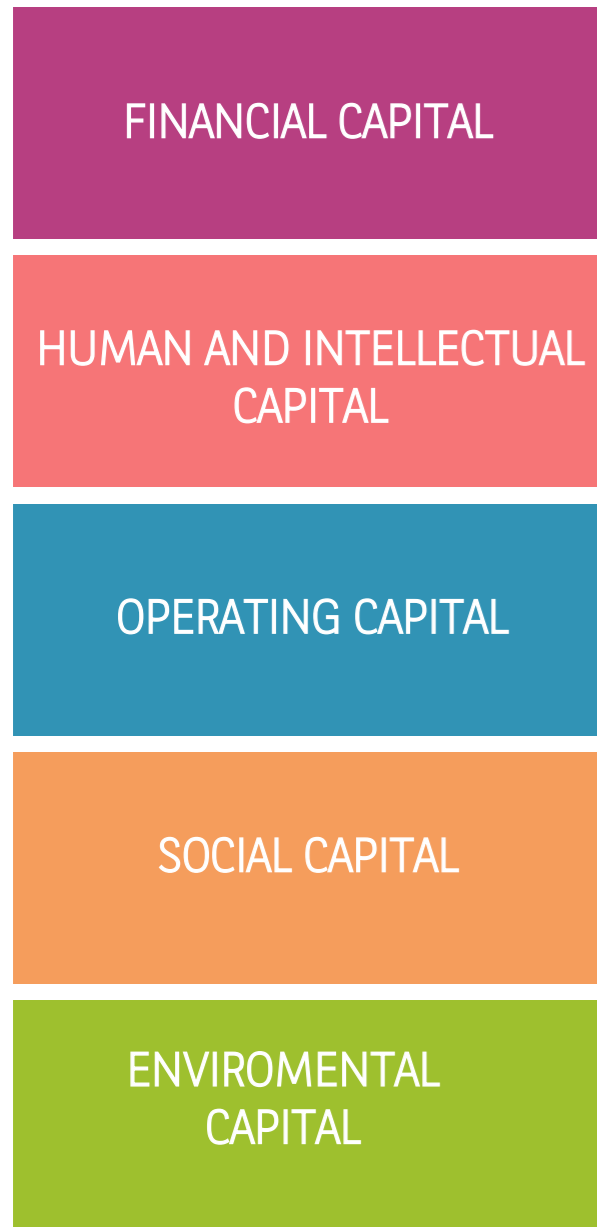 FINANCIAL CAPITAL
HUMAN AND INTELLECTUAL
CAPITAL
OPERATING CAPITAL
SOCIAL CAPITAL
ENVIROMENTAL
CAPITAL